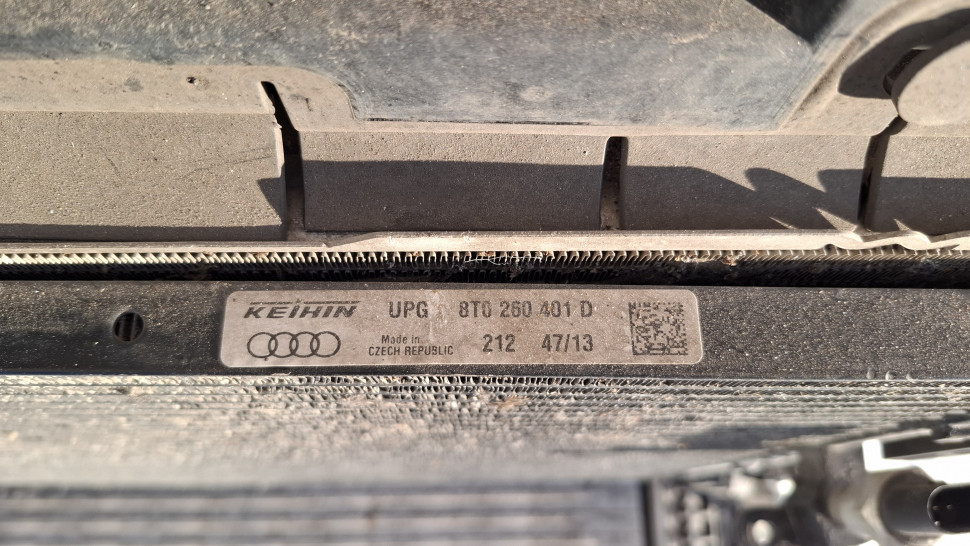 KEIHIN UPG 8T0 260 401 D
Made in
CZECH REPUBLIC 212 47/13